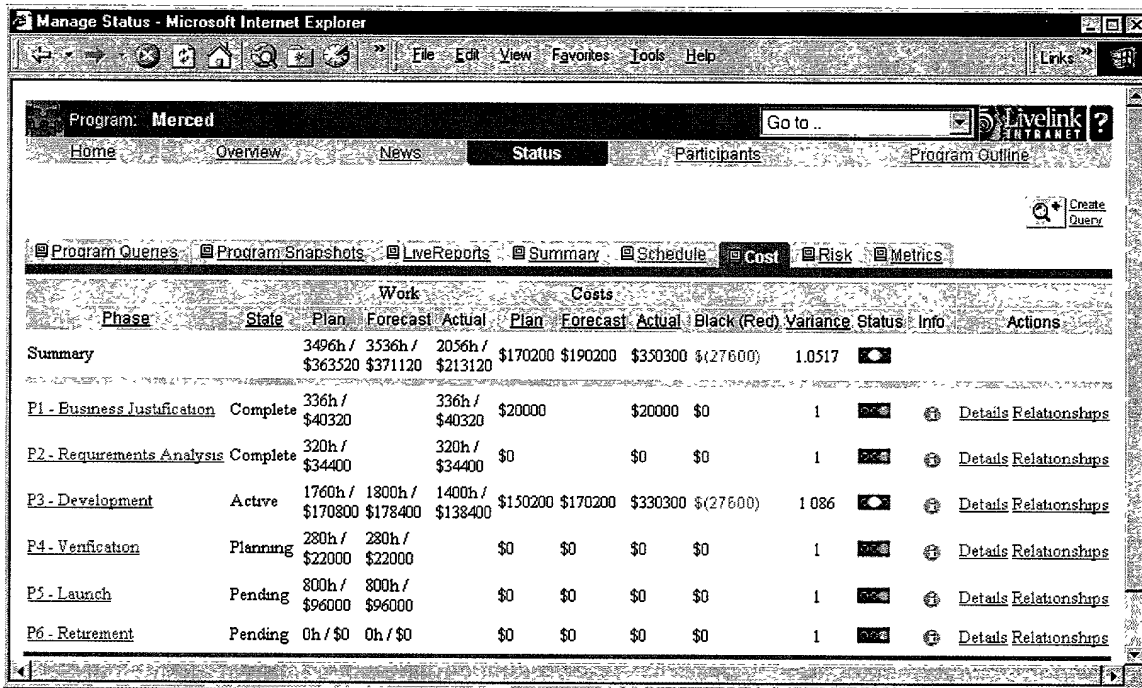 Manage Status - Microsoft Internet Explorer
File Edit View Favorites Tools Help Links
Program: Merced Go to .. Livelink INTRANET ?
Home Overview News Status Participants Program Outline
Create
Query
Program Queries Program Snapshots LiveReports Summary Schedule Cost Risk Metrics
Work Costs
Phase State Plan Forecast Actual Plan Forecast Actual Black (Red) Variance Status Info Actions
Summary 3496h / $363520 3536h / $371120 2056h / $213120 $170200 $190200 $350300 $(27600) 1.0517
P1 - Business Justification Complete 336h / $40320 336h / $40320 $20000 $20000 $0 1 Details Relationships
P2 - Requirements Analysis Complete 320h / $34400 320h / $34400 $0 $0 $0 1 Details Relationships
P3 - Development Active 1760h / $170800 1800h / $178400 1400h / $138400 $150200 $170200 $330300 $(27600) 1 086 Details Relationships
P4 - Verification Planning 280h / $22000 280h / $22000 $0 $0 $0 $0 1 Details Relationships
P5 - Launch Pending 800h / $96000 800h / $96000 $0 $0 $0 $0 1 Details Relationships
P6 - Retirement Pending 0h / $0 0h / $0 $0 $0 $0 $0 1 Details Relationships